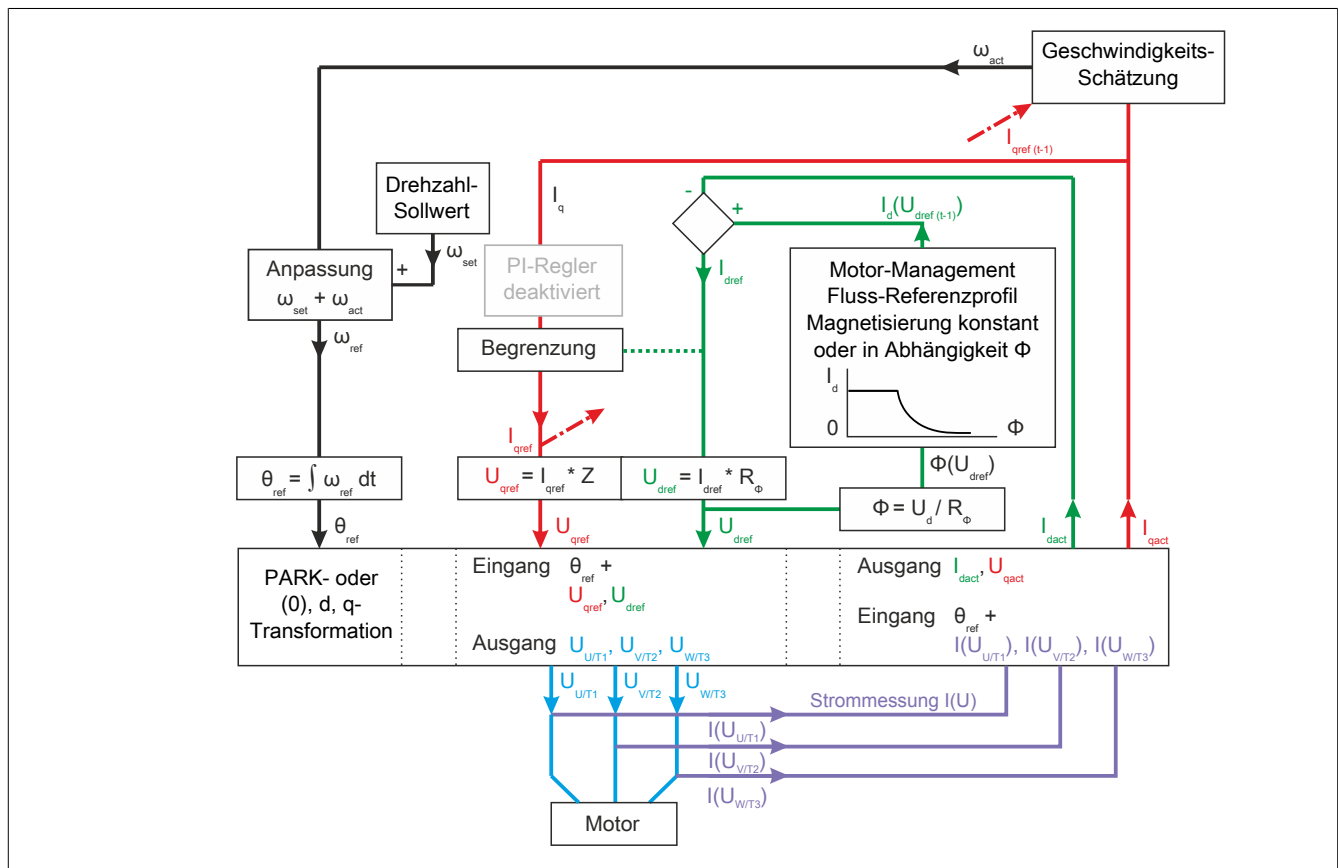 ω_act
Geschwindigkeits-
Schätzung
I_qref (t-1)
Drehzahl-
Sollwert
I_q
-
+
I_d(U_dref (t-1))
ω_set
Anpassung
ω_set + ω_act
+
PI-Regler
deaktiviert
I_dref
Motor-Management
Fluss-Referenzprofil
Magnetisierung konstant
oder in Abhängigkeit Φ
I_d
0
Φ
ω_ref
Begrenzung
I_qref
Φ(U_dref)
θ_ref = ∫ ω_ref dt
U_qref = I_qref * Z
U_dref = I_dref * R_Φ
Φ = U_d / R_Φ
θ_ref
U_qref
U_dref
I_dact
I_qact
PARK- oder
(0), d, q-
Transformation
Eingang θ_ref +
U_qref, U_dref
Ausgang U_U/T1, U_V/T2, U_W/T3
Ausgang I_dact, U_qact
Eingang θ_ref +
I(U_U/T1), I(U_V/T2), I(U_W/T3)
U_U/T1
U_V/T2
U_W/T3
Strommessung I(U)
I(U_U/T1)
I(U_V/T2)
I(U_W/T3)
Motor